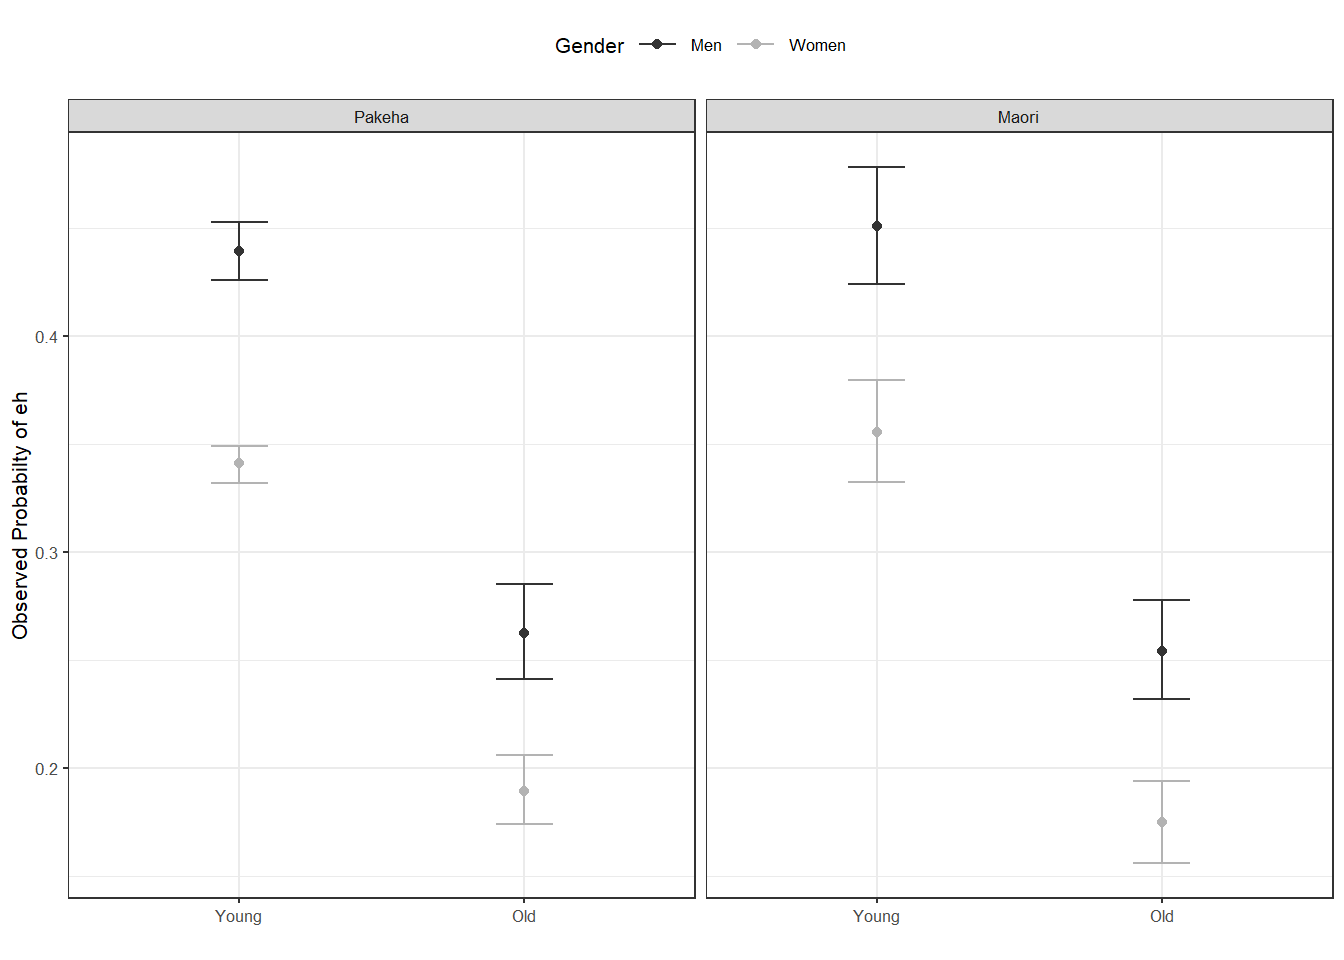 Gender Men Women
Pakeha Maori
Observed Probabilty of eh
0.4
0.3
0.2
Young Old Young Old